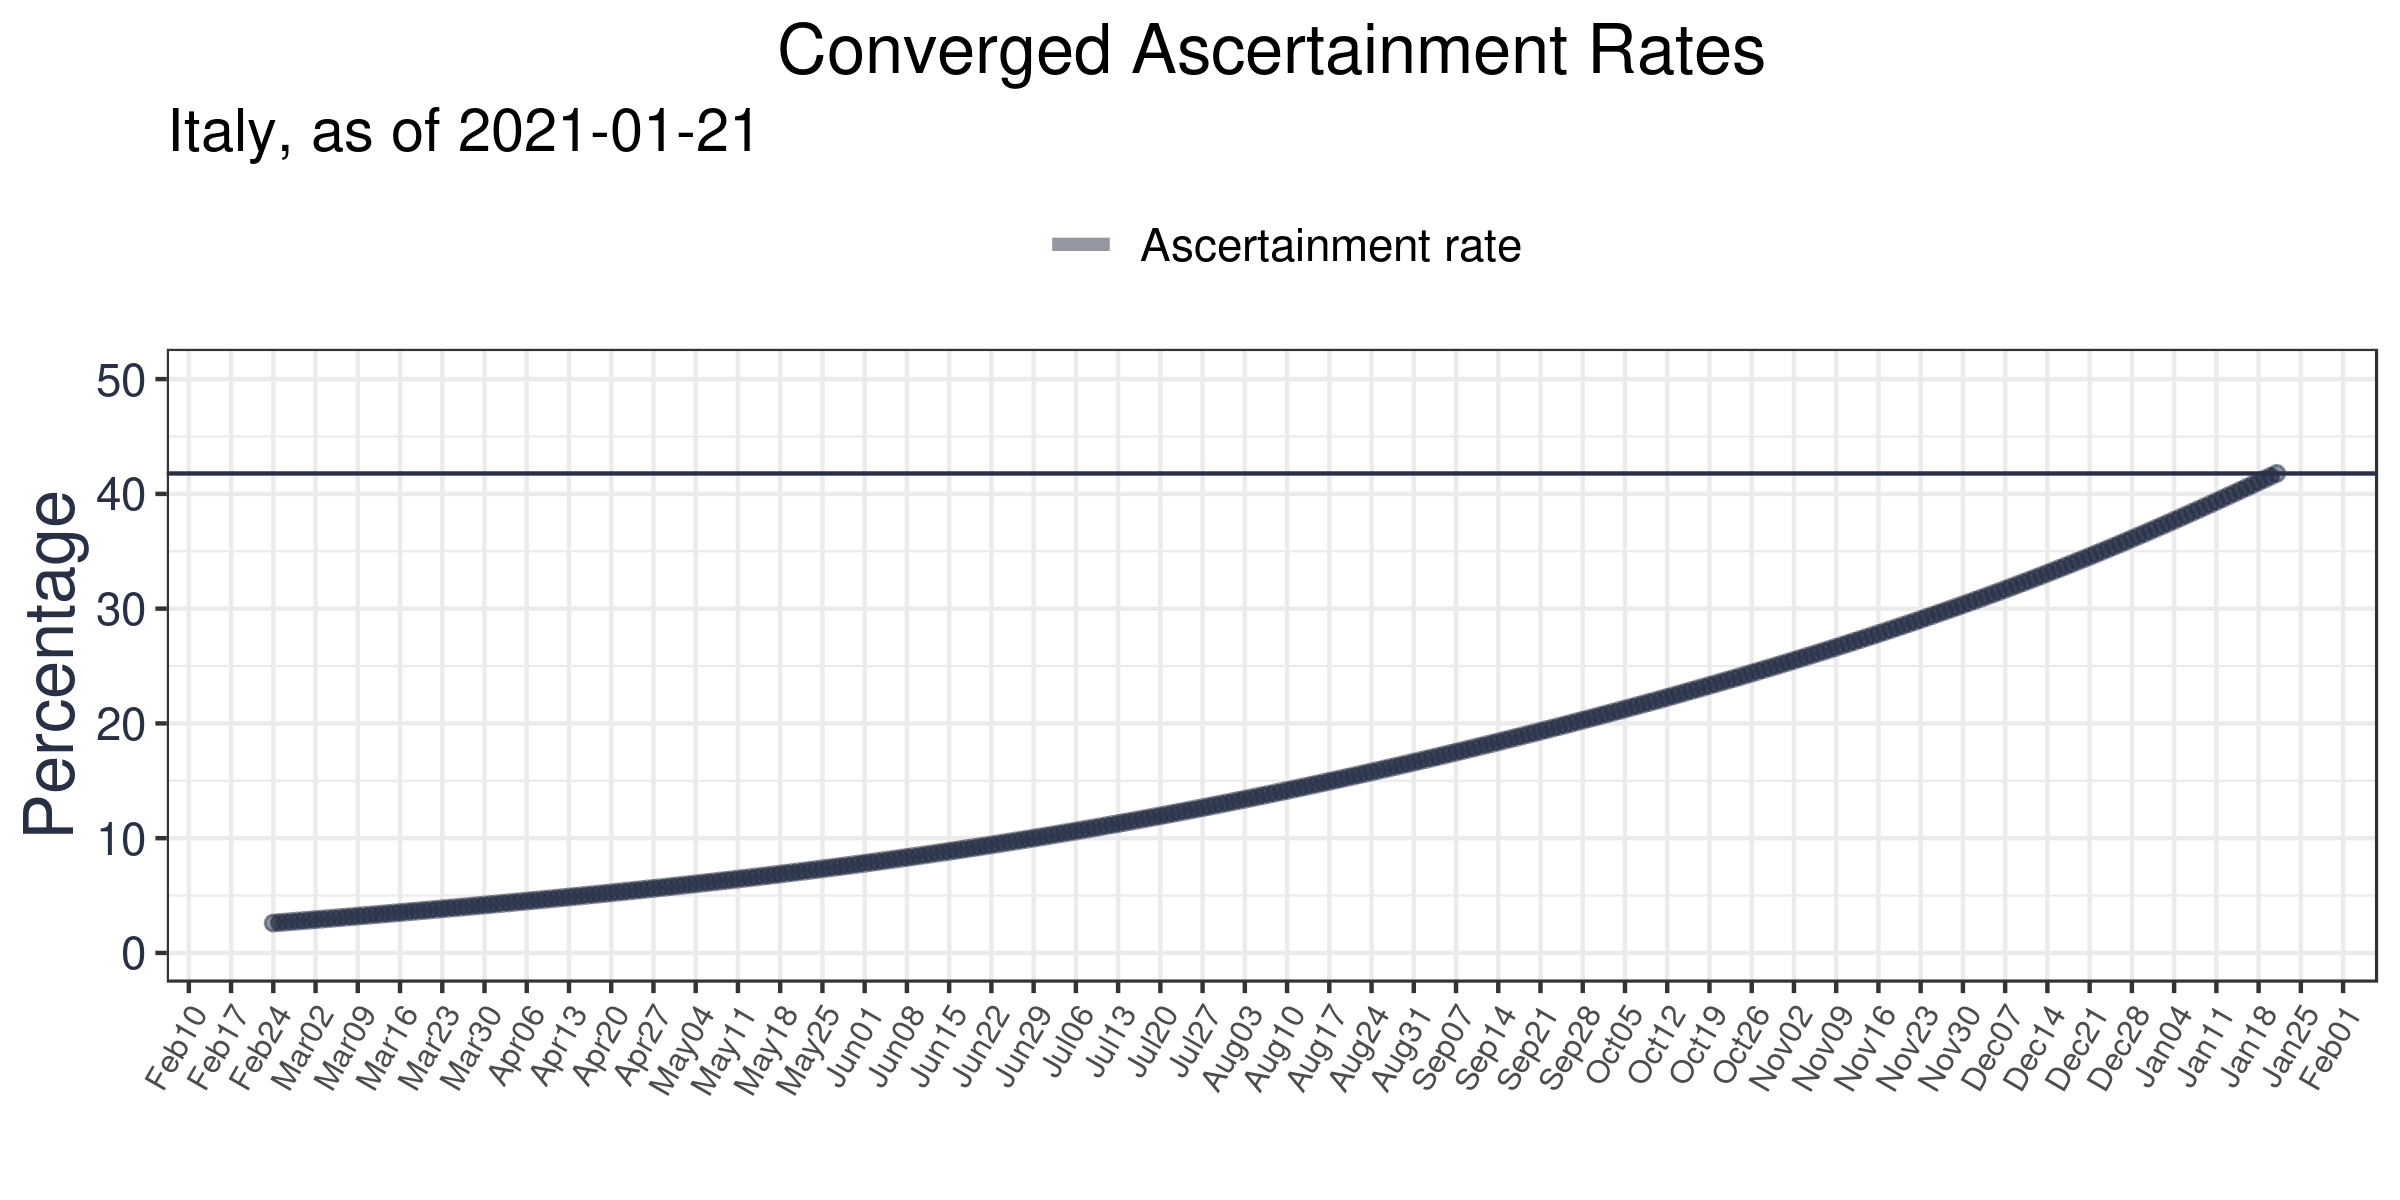 Converged Ascertainment Rates
Italy, as of 2021-01-21
Ascertainment rate
Percentage
50
40
30
20
10
0
Feb10
Feb17
Feb24
Mar02
Mar09
Mar16
Mar23
Mar30
Apr06
Apr13
Apr20
Apr27
May04
May11
May18
May25
Jun01
Jun08
Jun15
Jun22
Jun29
Jul06
Jul13
Jul20
Jul27
Aug03
Aug10
Aug17
Aug24
Aug31
Sep07
Sep14
Sep21
Sep28
Oct05
Oct12
Oct19
Oct26
Nov02
Nov09
Nov16
Nov23
Nov30
Dec07
Dec14
Dec21
Dec28
Jan04
Jan11
Jan18
Jan25
Feb01